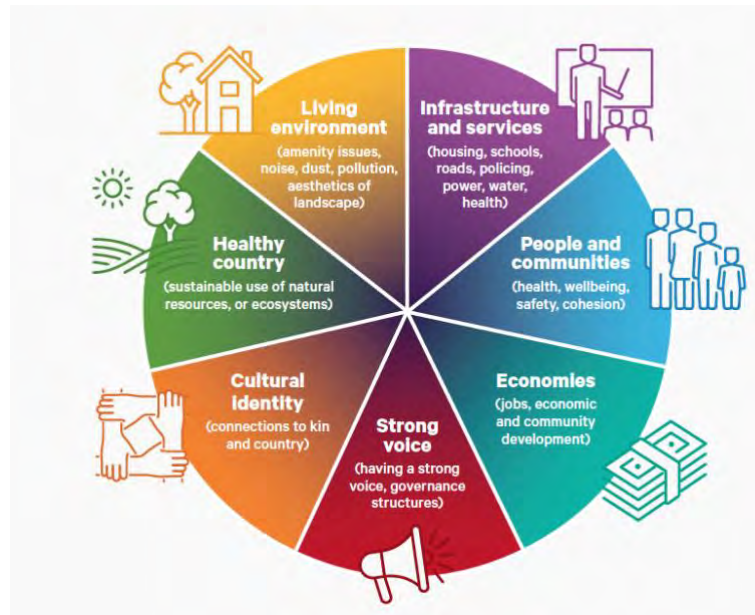 Living
environment
(amenity issues,
noise, dust, pollution,
aesthetics of
landscape)
Infrastructure
and services
(housing, schools,
roads, policing,
power, water,
health)
People and
communities
(health, wellbeing,
safety, cohesion)
Economies
(jobs, economic
and community
development)
Strong
voice
(having a strong
voice, governance
structures)
Cultural
identity
(connections to kin
and country)
Healthy
country
(sustainable use of natural
resources, or ecosystems)